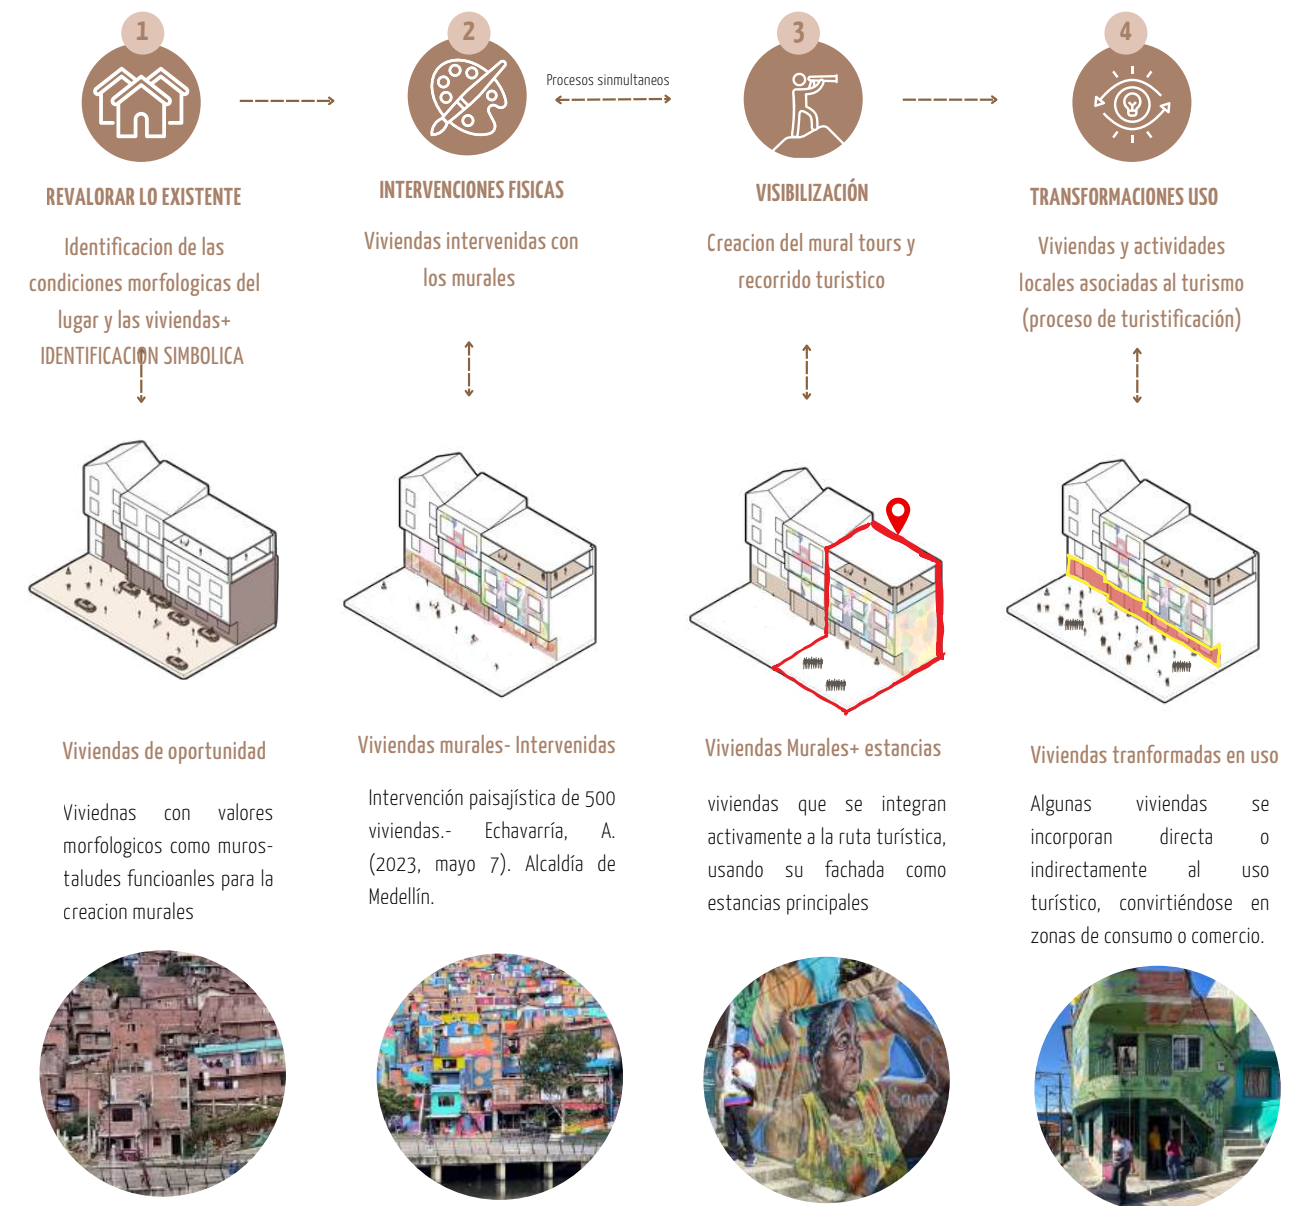 1
REVALORAR LO EXISTENTE
Identificacion de las
condiciones morfologicas del
lugar y las viviendas+
IDENTIFICACION SIMBOLICA
Viviendas de oportunidad
Viviednas con valores
morfologicos como muros-
taludes funcioanles para la
creacion murales
2
INTERVENCIONES FISICAS
Viviendas intervenidas con
los murales
Viviendas murales- Intervenidas
Intervención paisajística de 500
viviendas.- Echavarría, A.
(2023, mayo 7). Alcaldía de
Medellín.
Procesos sinmultaneos
3
VISIBILIZACIÓN
Creacion del mural tours y
recorrido turistico
Viviendas Murales+ estancias
viviendas que se integran
activamente a la ruta turística,
usando su fachada como
estancias principales
4
TRANSFORMACIONES USO
Viviendas y actividades
locales asociadas al turismo
(proceso de turistificación)
Viviendas tranformadas en uso
Algunas viviendas se
incorporan directa o
indirectamente al uso
turístico, convirtiéndose en
zonas de consumo o comercio.